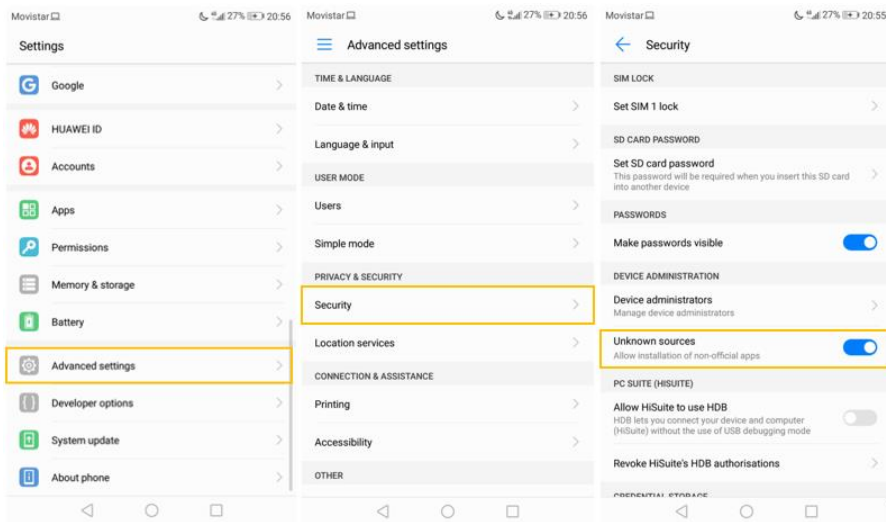 Movistar 27% 20:56
Settings
Google
HUAWEI ID
Accounts
Apps
Permissions
Memory & storage
Battery
Advanced settings
Developer options
System update
About phone
Movistar 27% 20:56
Advanced settings
TIME & LANGUAGE
Date & time
Language & input
USER MODE
Users
Simple mode
PRIVACY & SECURITY
Security
Location services
CONNECTION & ASSISTANCE
Printing
Accessibility
OTHER
Movistar 27% 20:55
Security
SIM LOCK
Set SIM 1 lock
SD CARD PASSWORD
Set SD card password
This password will be required when you insert this SD card
into another device
PASSWORDS
Make passwords visible
DEVICE ADMINISTRATION
Device administrators
Manage device administrators
Unknown sources
Allow installation of non-official apps
PC SUITE (HISUITE)
Allow HiSuite to use HDB
HDB lets you connect your device and computer
(HiSuite) without the use of USB debugging mode
Revoke HiSuite's HDB authorisations
CREDENTIAL STORAGE